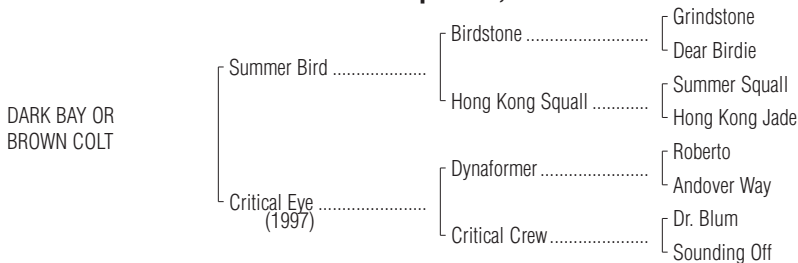 Grindstone
Birdstone ..............................
Dear Birdie
Summer Bird .....................
Summer Squall
Hong Kong Squall ............
Hong Kong Jade
DARK BAY OR
BROWN COLT
Roberto
Dynaformer ..........................
Andover Way
Critical Eye ........................
(1997)
Dr. Blum
Critical Crew........................
Sounding Off